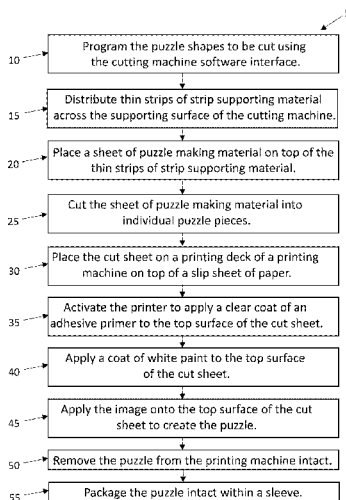 10
Program the puzzle shapes to be cut using
the cutting machine software interface.
15
Distribute thin strips of strip supporting material
across the supporting surface of the cutting machine.
20
Place a sheet of puzzle making material on top of the
thin strips of strip supporting material.
25
Cut the sheet of puzzle making material into
individual puzzle pieces.
30
Place the cut sheet on a printing deck of a printing
machine on top of a slip sheet of paper.
35
Activate the printer to apply a clear coat of an
adhesive primer to the top surface of the cut sheet.
40
Apply a coat of white paint to the top surface
of the cut sheet.
45
Apply the image onto the top surface of the cut
sheet to create the puzzle.
50
Remove the puzzle from the printing machine intact.
55
Package the puzzle intact within a sleeve.